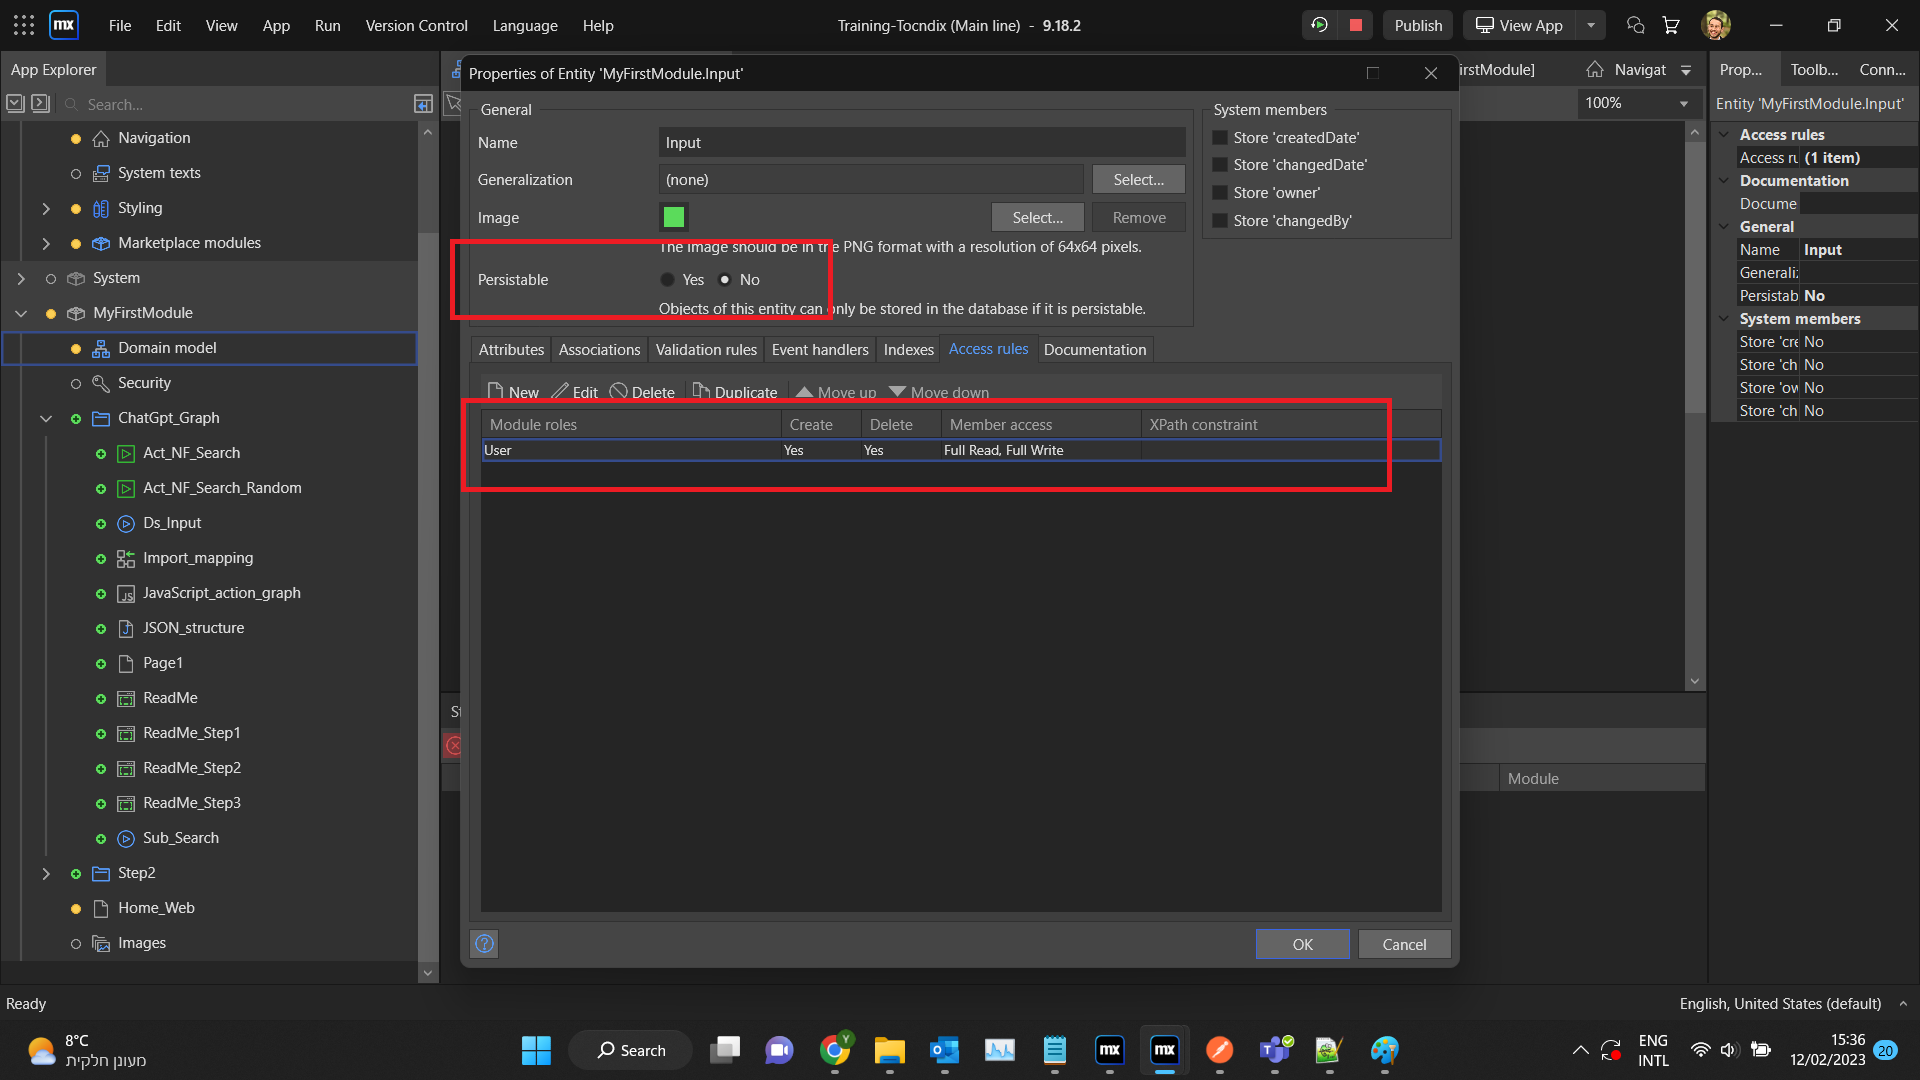 mx File Edit View App Run Version Control Language Help Training-Tocndix (Main line) - 9.18.2 Publish View App
App Explorer
Search...
Navigation
System texts
Styling
Marketplace modules
System
MyFirstModule
Domain model
Security
ChatGpt_Graph
Act_NF_Search
Act_NF_Search_Random
Ds_Input
Import_mapping
JavaScript_action_graph
JSON_structure
Page1
ReadMe
ReadMe_Step1
ReadMe_Step2
ReadMe_Step3
Sub_Search
Step2
Home_Web
Images
Properties of Entity 'MyFirstModule.Input'
General
Name Input
Generalization (none) Select...
Image Select... Remove
The image should be in the PNG format with a resolution of 64x64 pixels.
Persistable Yes No
Objects of this entity can only be stored in the database if it is persistable.
System members
Store 'createdDate'
Store 'changedDate'
Store 'owner'
Store 'changedBy'
Attributes Associations Validation rules Event handlers Indexes Access rules Documentation
New Edit Delete Duplicate Move up Move down
Module roles Create Delete Member access XPath constraint
User Yes Yes Full Read, Full Write
OK Cancel
irstModule] Navigat
100%
St
Module
Prop... Toolb... Conn...
Entity 'MyFirstModule.Input'
Access rules
Access ru (1 item)
Documentation
Docume
General
Name Input
Generali:
Persistab No
System members
Store 'cre No
Store 'ch No
Store 'ow No
Store 'ch No
Ready English, United States (default)
8°C
מעונן חלקית
Search
Y
mx
mx
ENG
INTL
15:36
12/02/2023
20